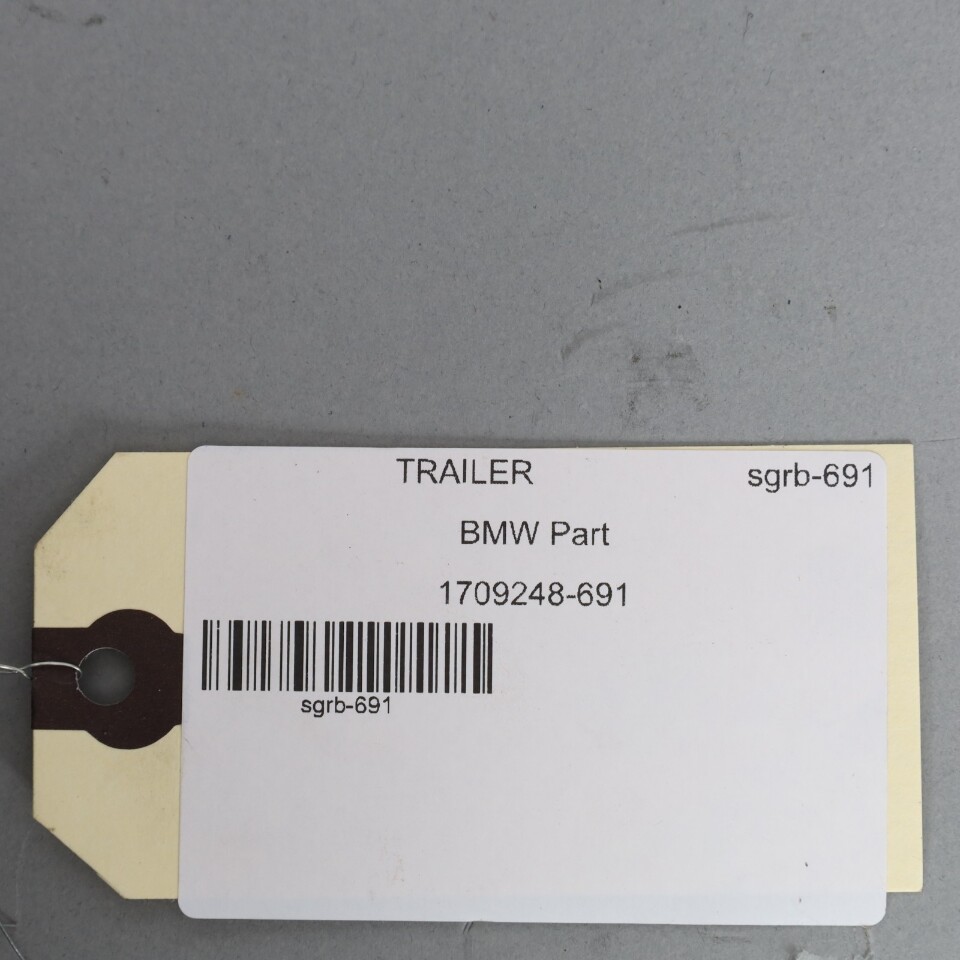 TRAILER sgrb-691
BMW Part
1709248-691
sgrb-691